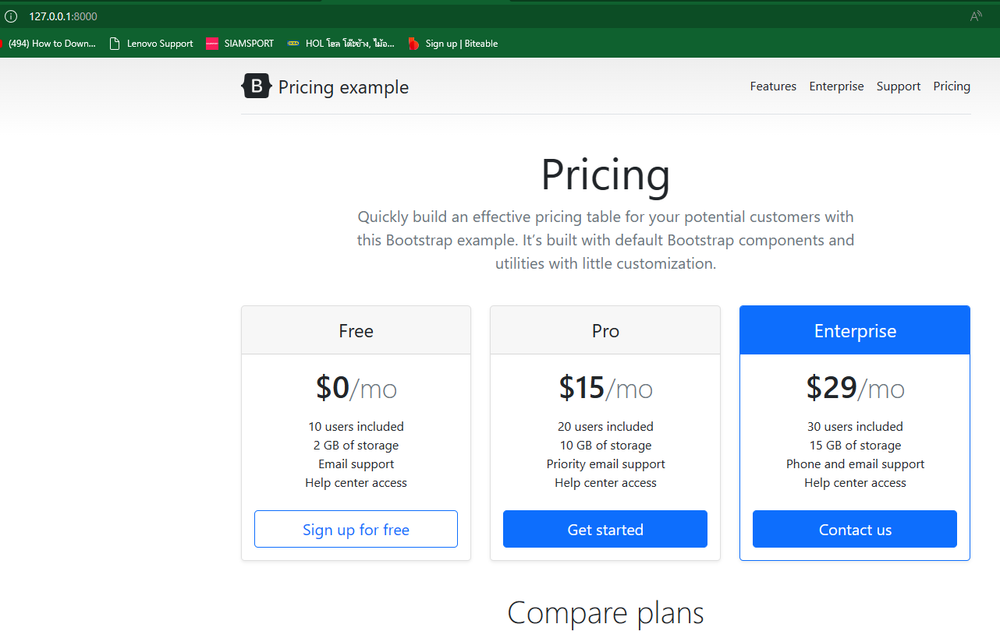 127.0.0.1:8000
(494) How to Down... Lenovo Support SIAMSPORT HOL โฮล โต๊ะข้าง, ไม้อ... Sign up | Biteable
B Pricing example Features Enterprise Support Pricing
Pricing
Quickly build an effective pricing table for your potential customers with
this Bootstrap example. It’s built with default Bootstrap components and
utilities with little customization.
Free
$0/mo
10 users included
2 GB of storage
Email support
Help center access
Sign up for free
Pro
$15/mo
20 users included
10 GB of storage
Priority email support
Help center access
Get started
Enterprise
$29/mo
30 users included
15 GB of storage
Phone and email support
Help center access
Contact us
Compare plans